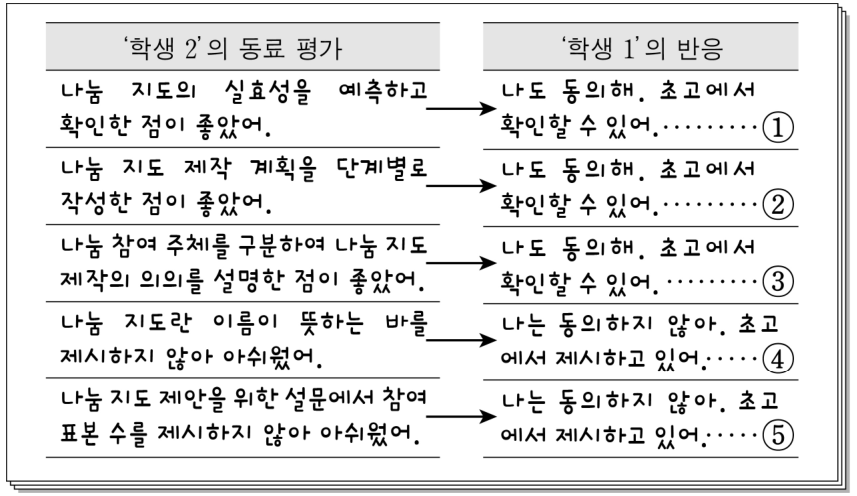 '학생 2'의 동료 평가
'학생 1'의 반응
나눔 지도의 실효성을 예측하고
확인한 점이 좋았어.
나도 동의해. 초고에서
확인할 수 있어.·········①
나눔 지도 제작 계획을 단계별로
작성한 점이 좋았어.
나도 동의해. 초고에서
확인할 수 있어.·········②
나눔 참여 주체를 구분하여 나눔 지도
제작의 의의를 설명한 점이 좋았어.
나도 동의해. 초고에서
확인할 수 있어.·········③
나눔 지도란 이름이 뜻하는 바를
제시하지 않아 아쉬웠어.
나는 동의하지 않아. 초고
에서 제시하고 있어.·····④
나눔 지도 제안을 위한 설문에서 참여
표본 수를 제시하지 않아 아쉬웠어.
나는 동의하지 않아. 초고
에서 제시하고 있어.·····⑤